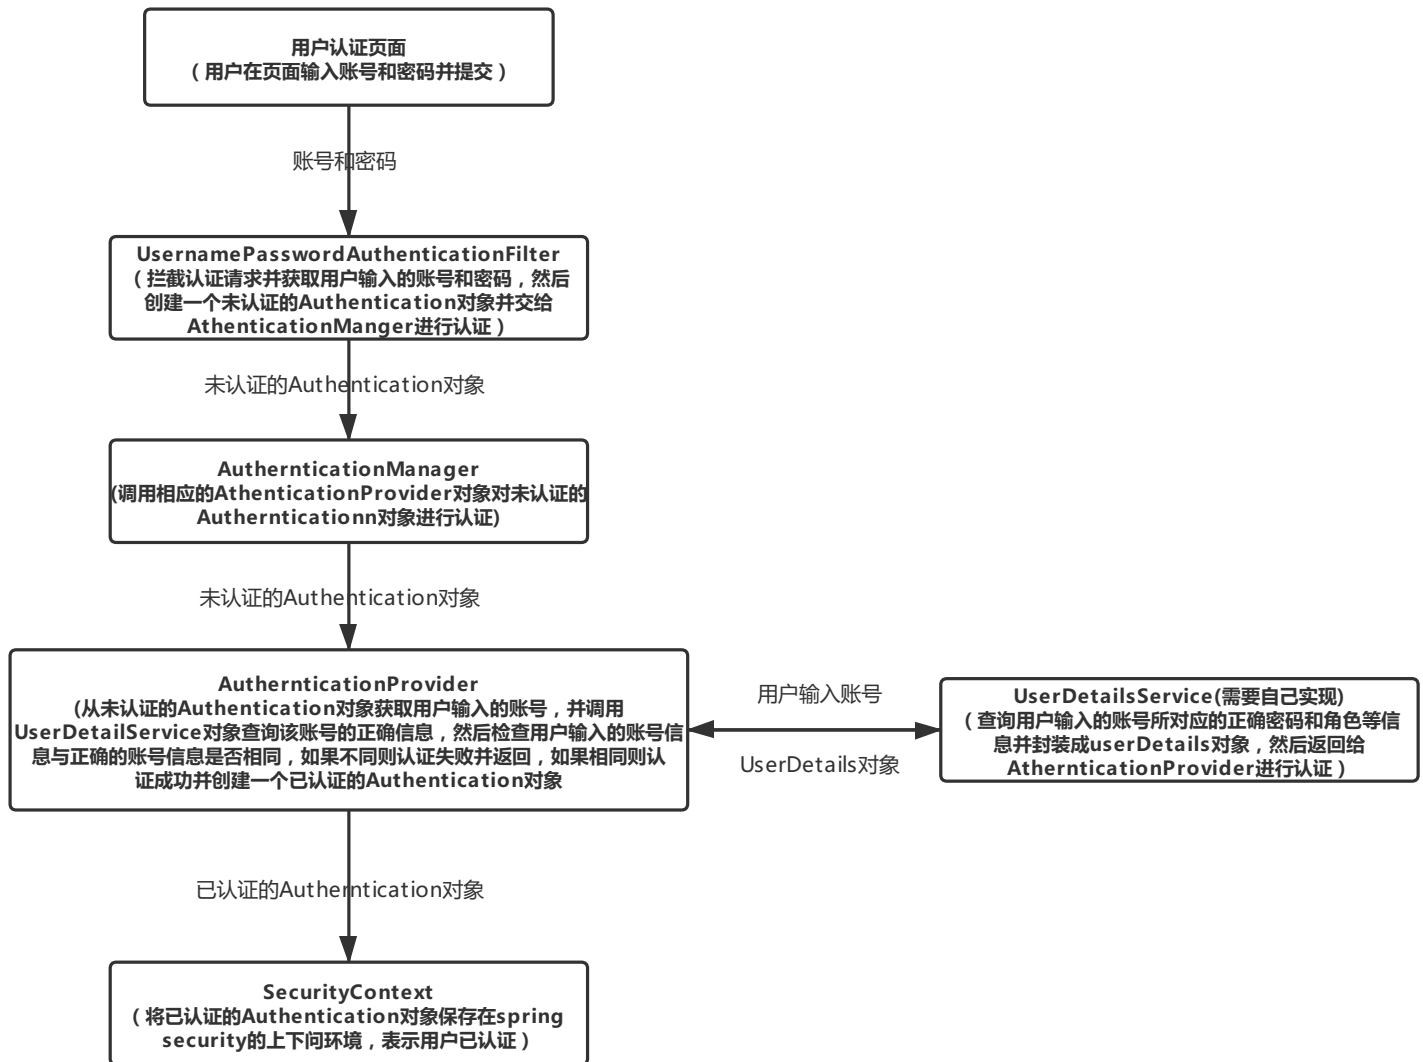 用户认证页面
（用户在页面输入账号和密码并提交）
账号和密码
UsernamePasswordAuthenticationFilter
（拦截认证请求并获取用户输入的账号和密码，然后
创建一个未认证的Authentication对象并交给
AthenticationManger进行认证）
未认证的Authentication对象
AuthernticationManager
(调用相应的AthenticationProvider对象对未认证的
Authernticationn对象进行认证)
未认证的Authentication对象
AuthernticationProvider
(从未认证的Authentication对象获取用户输入的账号，并调用
UserDetailService对象查询该账号的正确信息，然后检查用户输入的账号信
息与正确的账号信息是否相同，如果不同则认证失败并返回，如果相同则认
证成功并创建一个已认证的Authentication对象
用户输入账号
UserDetails对象
UserDetailsService(需要自己实现)
（查询用户输入的账号所对应的正确密码和角色等信
息并封装成userDetails对象，然后返回给
AthernticationProvider进行认证）
已认证的Autherntication对象
SecurityContext
（将已认证的Authentication对象保存在spring
security的上下问环境，表示用户已认证）